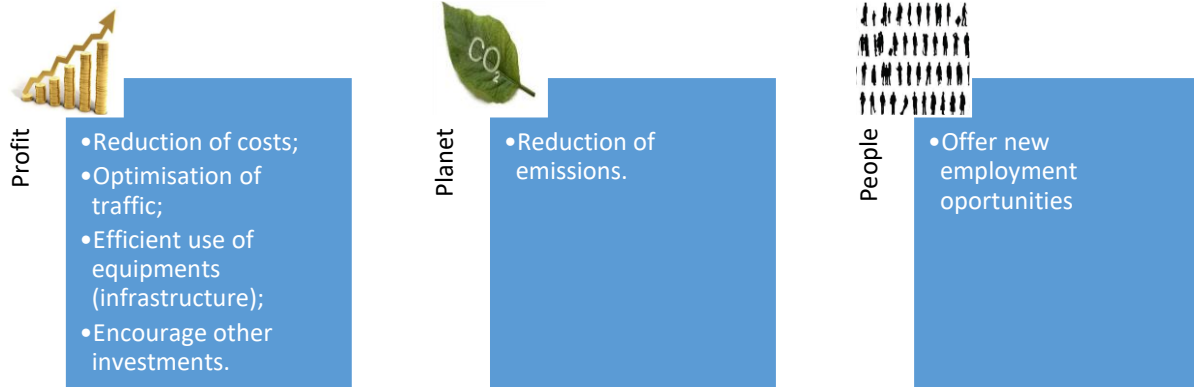 Profit
•Reduction of costs;
•Optimisation of
traffic;
•Efficient use of
equipments
(infrastructure);
•Encourage other
investments.
CO2
Planet
•Reduction of
emissions.
People
•Offer new
employment
oportunities